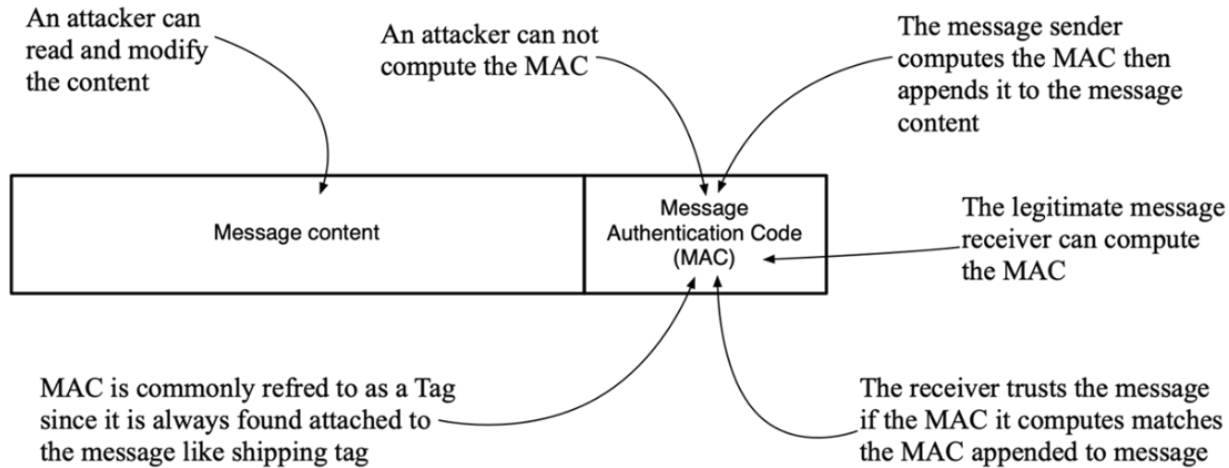 An attacker can
read and modify
the content
An attacker can not
compute the MAC
The message sender
computes the MAC then
appends it to the message
content
Message content
Message
Authentication Code
(MAC)
The legitimate message
receiver can compute
the MAC
MAC is commonly refred to as a Tag
since it is always found attached to
the message like shipping tag
The receiver trusts the message
if the MAC it computes matches
the MAC appended to message